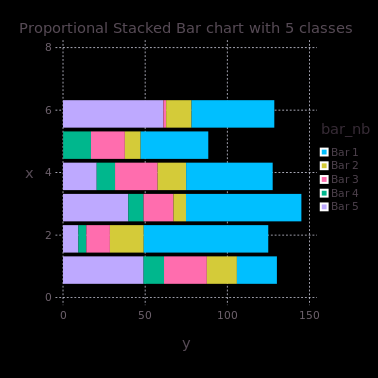 Proportional Stacked Bar chart with 5 classes
8
6
4
2
0
x
0 50 100 150
y
bar_nb
Bar 1
Bar 2
Bar 3
Bar 4
Bar 5